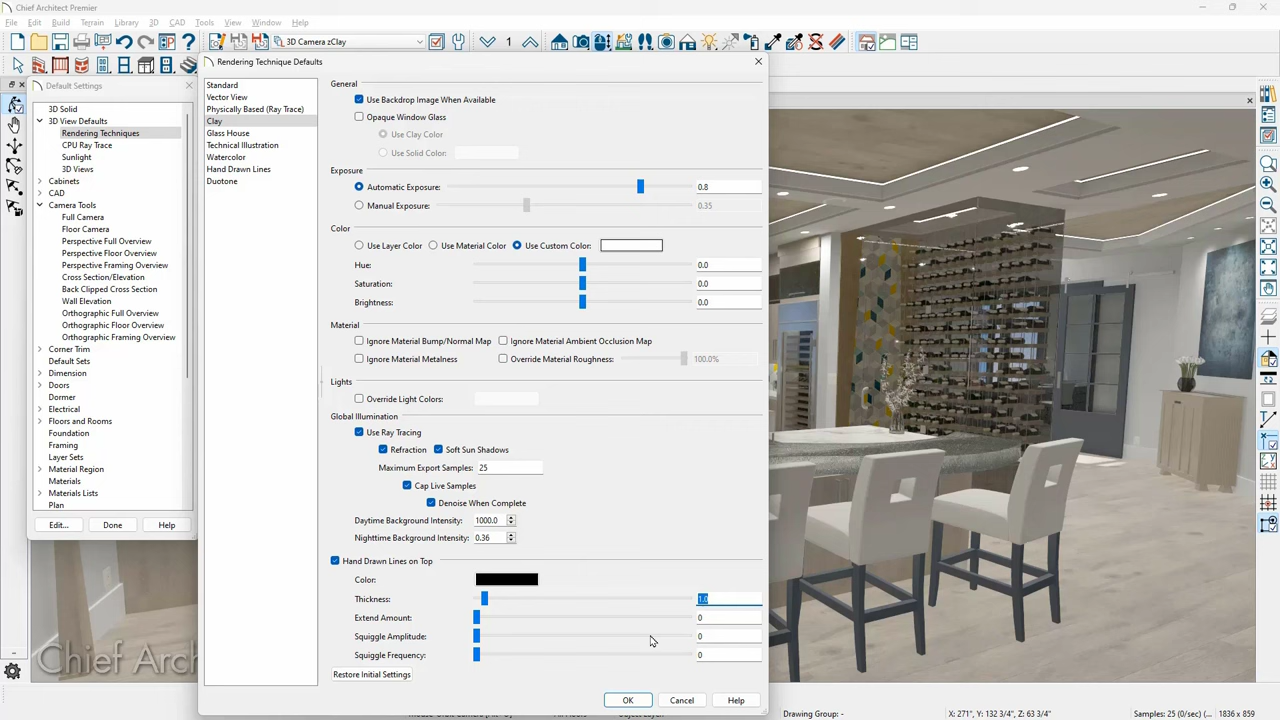 Chief Architect Premier
File Edit Build Terrain Library 3D CAD Tools View Window Help
3D Camera zClay 1
Default Settings
3D Solid
3D View Defaults
Rendering Techniques
CPU Ray Trace
Sunlight
3D Views
Cabinets
CAD
Camera Tools
Full Camera
Floor Camera
Perspective Full Overview
Perspective Floor Overview
Perspective Framing Overview
Cross Section/Elevation
Back Clipped Cross Section
Wall Elevation
Orthographic Full Overview
Orthographic Floor Overview
Orthographic Framing Overview
Corner Trim
Default Sets
Dimension
Doors
Dormer
Electrical
Floors and Rooms
Foundation
Framing
Layer Sets
Material Region
Materials
Materials Lists
Plan
Edit... Done Help
Rendering Technique Defaults
Standard
Vector View
Physically Based (Ray Trace)
Clay
Glass House
Technical Illustration
Watercolor
Hand Drawn Lines
Duotone
General
Use Backdrop Image When Available
Opaque Window Glass
Use Clay Color
Use Solid Color:
Exposure
Automatic Exposure: 0.8
Manual Exposure: 0.35
Color
Use Layer Color Use Material Color Use Custom Color:
Hue: 0.0
Saturation: 0.0
Brightness: 0.0
Material
Ignore Material Bump/Normal Map Ignore Material Ambient Occlusion Map
Ignore Material Metalness Override Material Roughness: 100.0%
Lights
Override Light Colors:
Global Illumination
Use Ray Tracing
Refraction Soft Sun Shadows
Maximum Export Samples: 25
Cap Live Samples
Denoise When Complete
Daytime Background Intensity: 1000.0
Nighttime Background Intensity: 0.36
Hand Drawn Lines on Top
Color:
Thickness: 1.0
Extend Amount: 0
Squiggle Amplitude: 0
Squiggle Frequency: 0
Restore Initial Settings
OK Cancel Help
Chief Arc
Drawing Group: - X: 271", Y: 132 3/4", Z: 63 3/4" Samples: 25 (0 s/sec) (... 1836 x 859